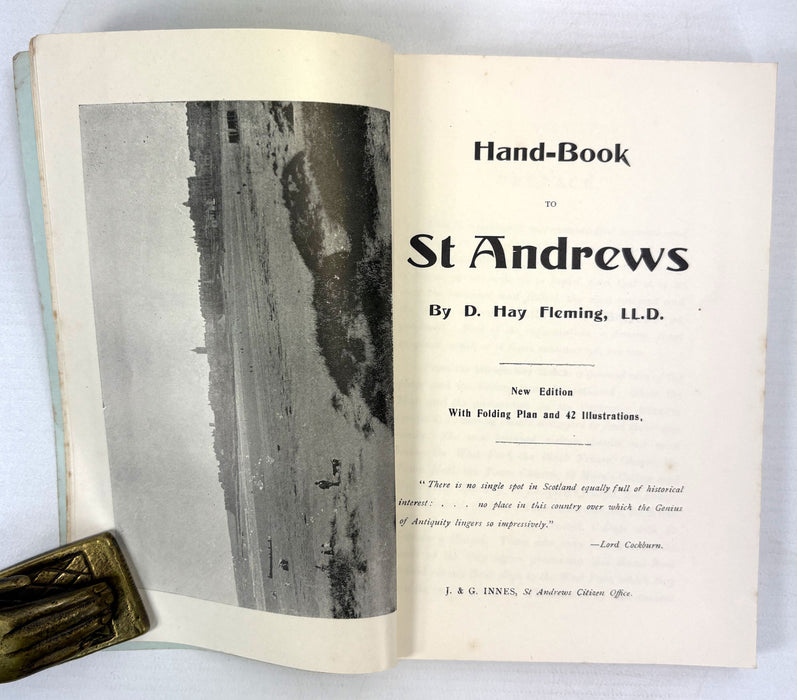 Hand-Book
TO
St Andrews
By D. Hay Fleming, LL.D.
New Edition
With Folding Plan and 42 Illustrations,
“ There is no single spot in Scotland equally full of historical
interest: . . . no place in this country over which the Genius
of Antiquity lingers so impressively.”
—Lord Cockburn.
J. & G. INNES, St Andrews Citizen Office.